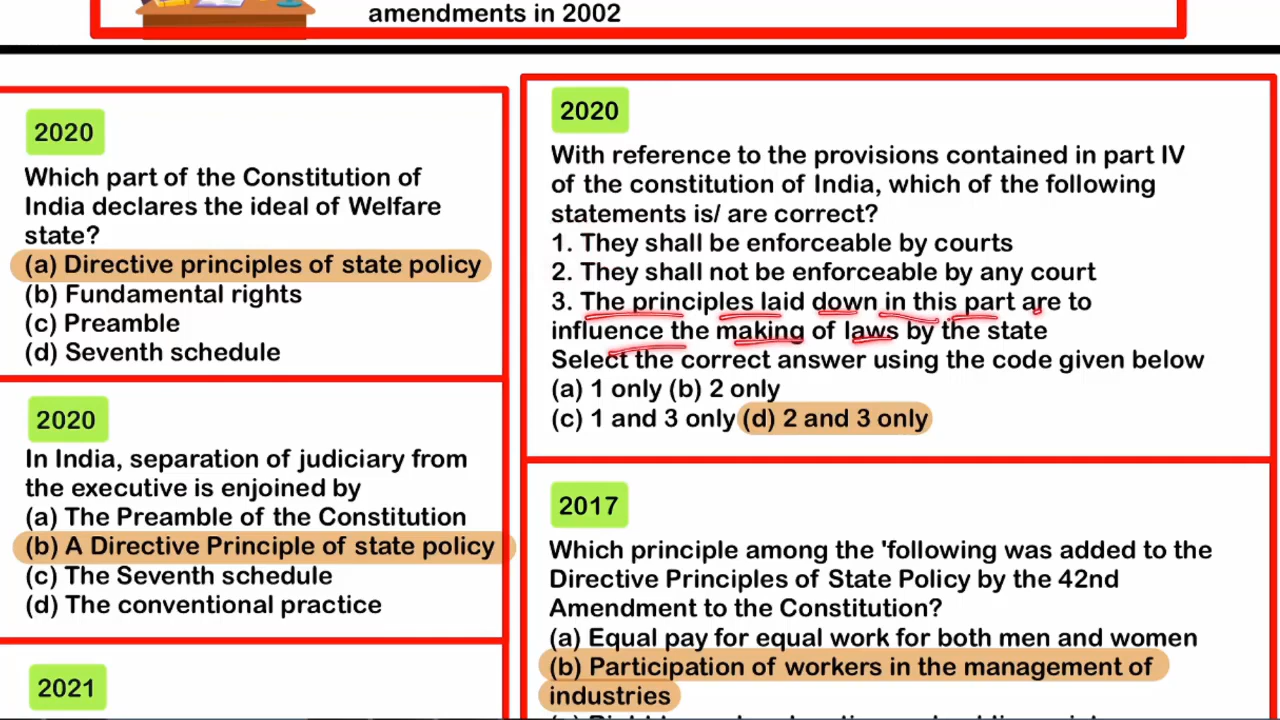 amendments in 2002
2020
Which part of the Constitution of
India declares the ideal of Welfare
state?
(a) Directive principles of state policy
(b) Fundamental rights
(c) Preamble
(d) Seventh schedule
2020
In India, separation of judiciary from
the executive is enjoined by
(a) The Preamble of the Constitution
(b) A Directive Principle of state policy
(c) The Seventh schedule
(d) The conventional practice
2021
2020
With reference to the provisions contained in part IV
of the constitution of India, which of the following
statements is/ are correct?
1. They shall be enforceable by courts
2. They shall not be enforceable by any court
3. The principles laid down in this part are to
influence the making of laws by the state
Select the correct answer using the code given below
(a) 1 only (b) 2 only
(c) 1 and 3 only (d) 2 and 3 only
2017
Which principle among the 'following was added to the
Directive Principles of State Policy by the 42nd
Amendment to the Constitution?
(a) Equal pay for equal work for both men and women
(b) Participation of workers in the management of
industries